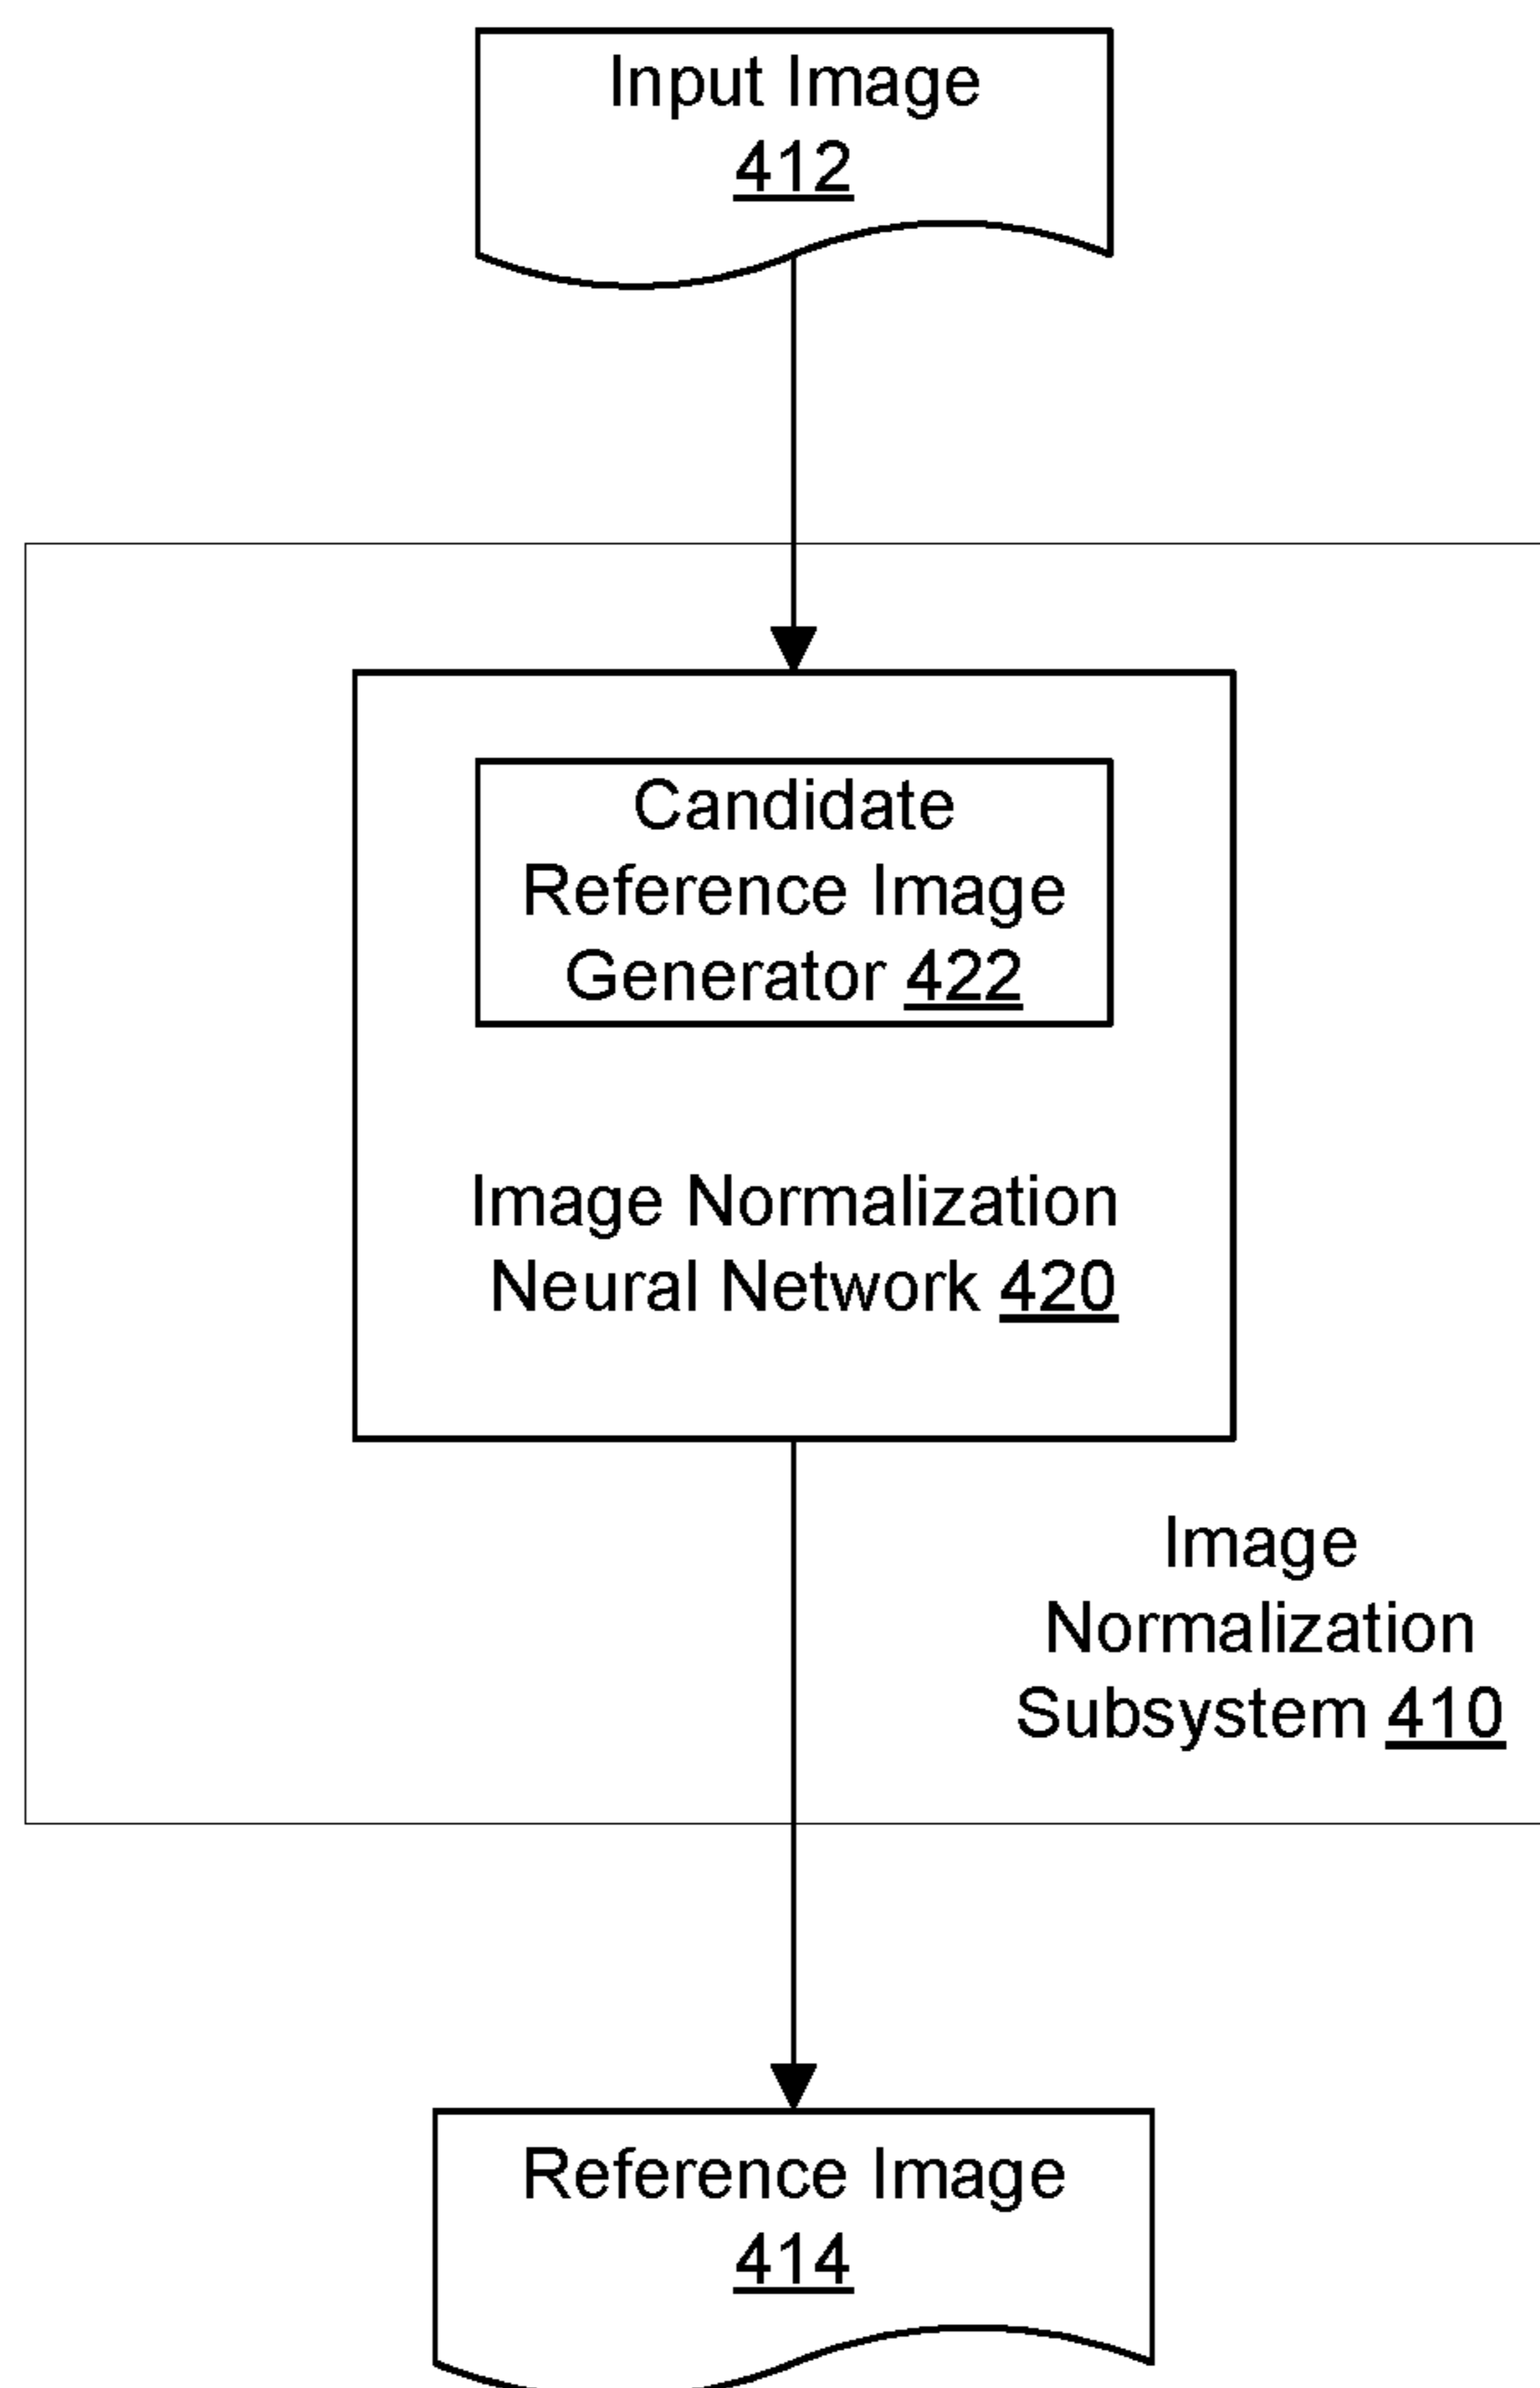 Input Image
412
Candidate
Reference Image
Generator 422
Image Normalization
Neural Network 420
Image
Normalization
Subsystem 410
Reference Image
414